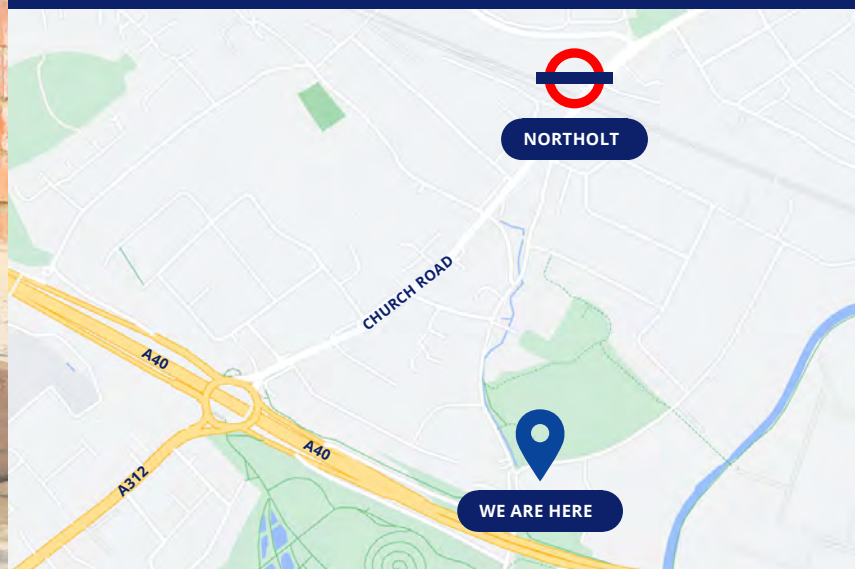 NORTHOLT
CHURCH ROAD
A40
A40
A312
WE ARE HERE